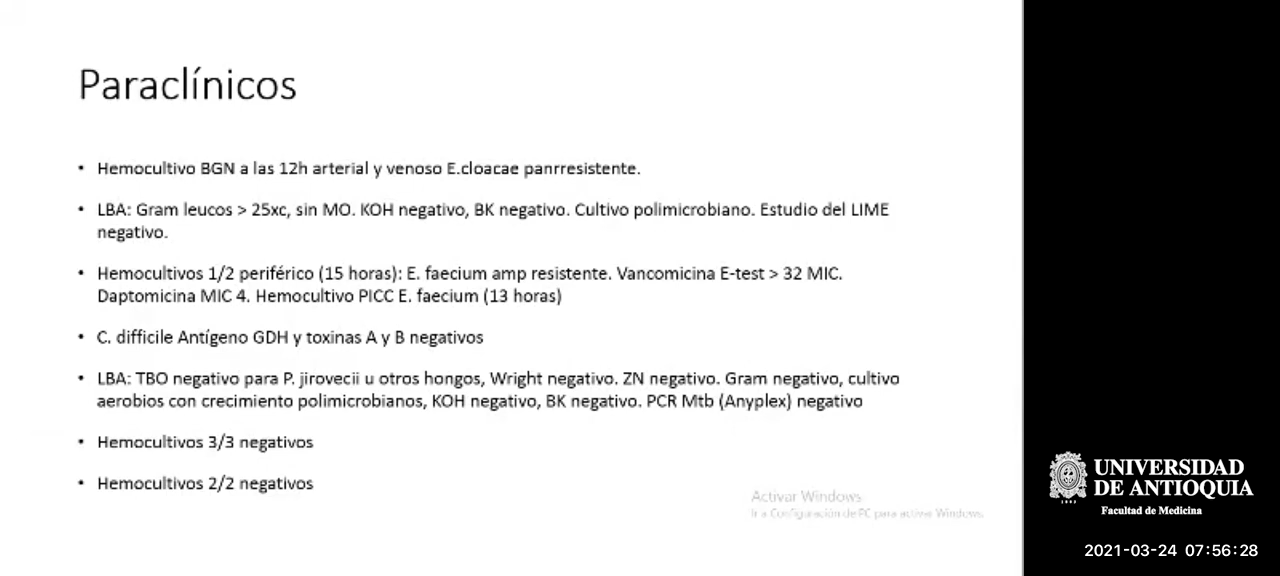 Paraclínicos
• Hemocultivo BGN a las 12h arterial y venoso E.cloacae panrresistente.
• LBA: Gram leucos > 25xc, sin MO. KOH negativo, BK negativo. Cultivo polimicrobiano. Estudio del LIME
negativo.
• Hemocultivos 1/2 periférico (15 horas): E. faecium amp resistente. Vancomicina E-test > 32 MIC.
Daptomicina MIC 4. Hemocultivo PICC E. faecium (13 horas)
• C. difficile Antígeno GDH y toxinas A y B negativos
• LBA: TBO negativo para P. jirovecii u otros hongos, Wright negativo. ZN negativo. Gram negativo, cultivo
aerobios con crecimiento polimicrobianos, KOH negativo, BK negativo. PCR Mtb (Anyplex) negativo
• Hemocultivos 3/3 negativos
• Hemocultivos 2/2 negativos
Activar Windows
Ir a Configuración de PC para activar Windows.
UNIVERSIDAD
DE ANTIOQUIA
1803
Facultad de Medicina
2021-03-24 07:56:28